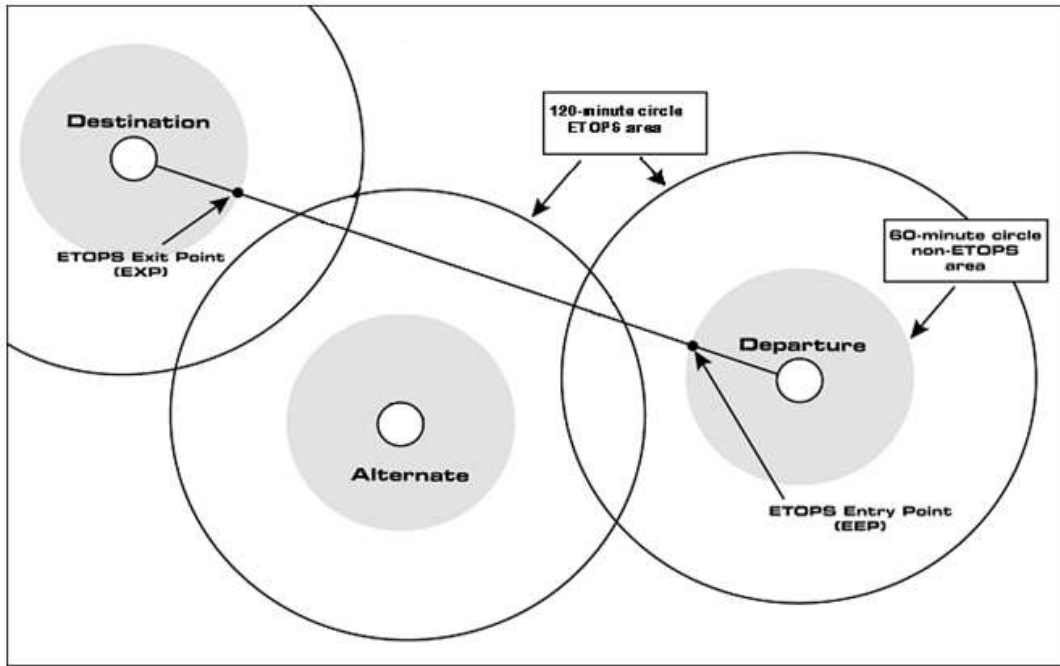 Destination
ETOPS Exit Point
(EXP)
120-minute circle
ETOPS area
60-minute circle
non-ETOPS
area
Departure
Alternate
ETOPS Entry Point
(EEP)